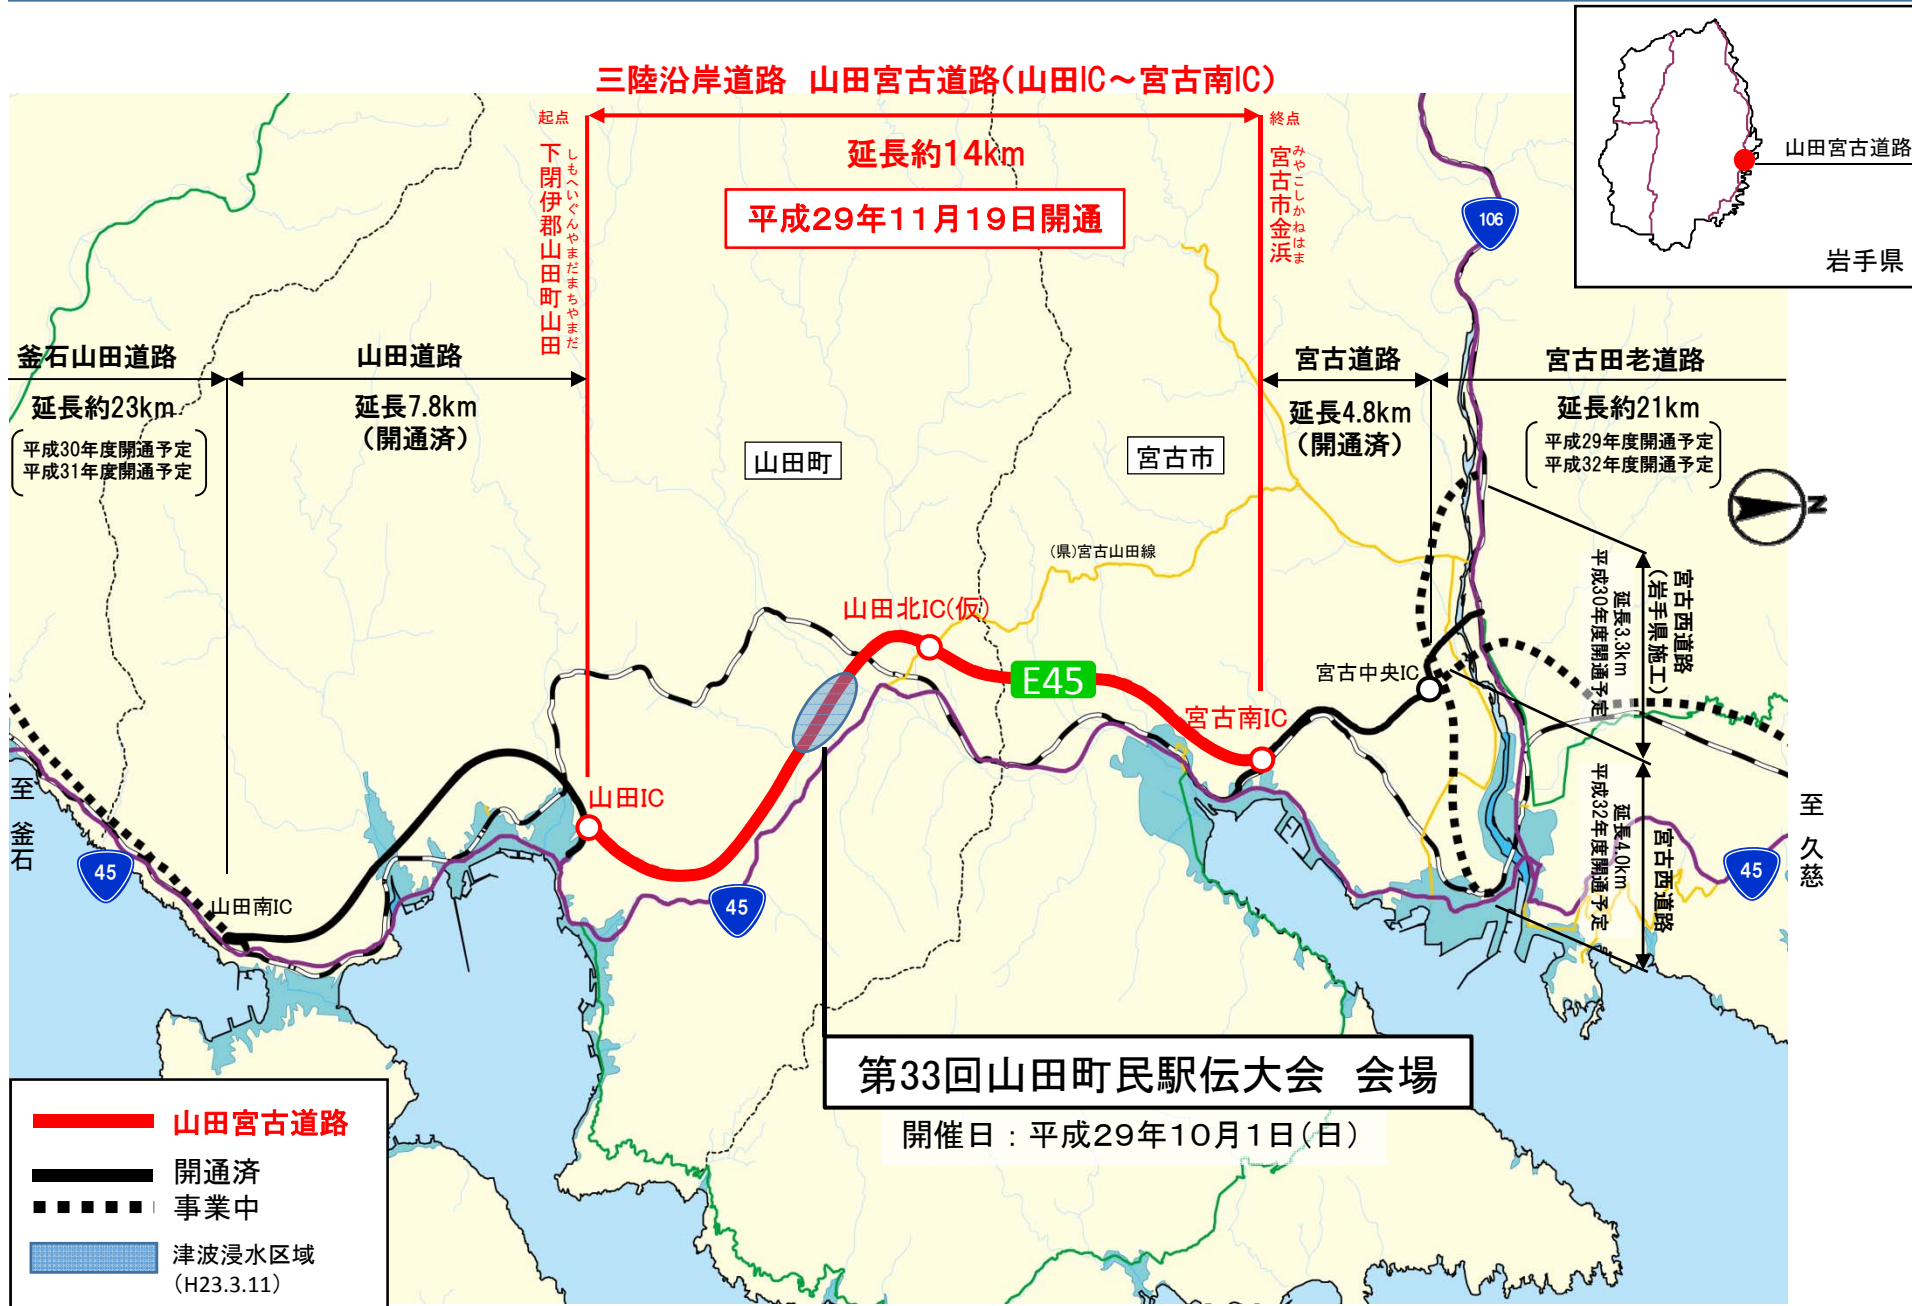 三陸沿岸道路 山田宮古道路(山田IC～宮古南IC)
起点
終点
延長約14km
平成29年11月19日開通
下閉伊郡山田町山田
しもへいぐんやまだまちやまだ
宮古市金浜
みやこしかねはま
106
山田宮古道路
岩手県
釜石山田道路
延長約23km
平成30年度開通予定
平成31年度開通予定
山田道路
延長7.8km
(開通済)
宮古道路
延長4.8km
(開通済)
宮古田老道路
延長約21km
平成29年度開通予定
平成32年度開通予定
山田町
宮古市
N
(県)宮古山田線
山田北IC(仮)
E45
宮古南IC
宮古中央IC
山田IC
山田南IC
宮古西道路
(岩手県施工)
延長3.3km
平成30年度開通予定
宮古西道路
延長4.0km
平成32年度開通予定
至 釜石
至 久慈
45
45
45
第33回山田町民駅伝大会 会場
開催日：平成29年10月1日(日)
山田宮古道路
開通済
事業中
津波浸水区域
(H23.3.11)